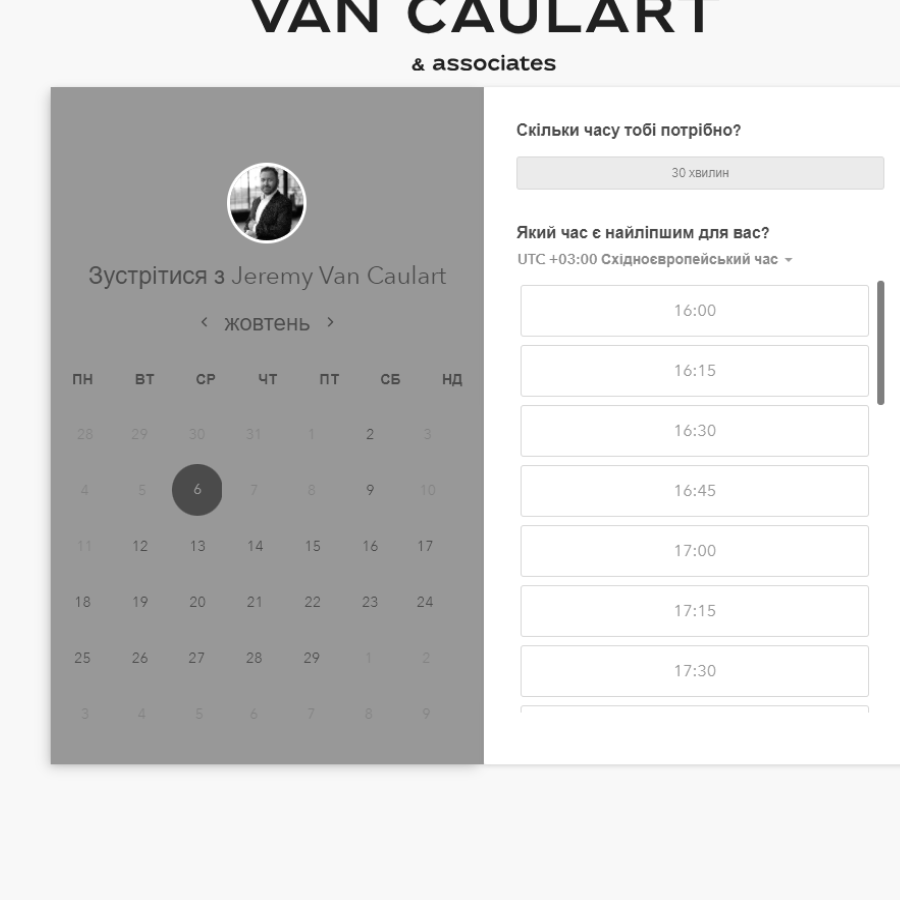 VAN CAULART
& associates
Зустрітися з Jeremy Van Caulart
жовтень
ПН ВТ СР ЧТ ПТ СБ НД
28 29 30 31 1 2 3
4 5 6 7 8 9 10
11 12 13 14 15 16 17
18 19 20 21 22 23 24
25 26 27 28 29 1 2
3 4 5 6 7 8 9
Скільки часу тобі потрібно?
30 хвилин
Який час є найліпшим для вас?
UTC +03:00 Східноєвропейський час
16:00
16:15
16:30
16:45
17:00
17:15
17:30